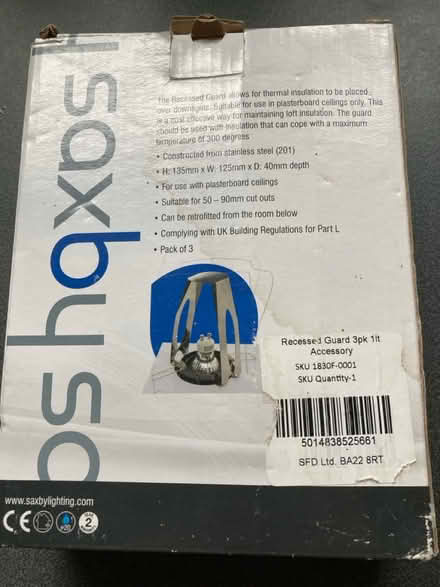 saxby
The Recessed Guard allows for thermal insulation to be placed
over downlights. Suitable for use in plasterboard ceilings only. This
is a cost effective way for maintaining loft insulation. The guard
should be used with insulation that can cope with a maximum
temperature of 300 degrees
• Constructed from stainless steel (201)
• H: 135mm x W: 125mm x D: 40mm depth
• For use with plasterboard ceilings
• Suitable for 50 – 90mm cut outs
• Can be retrofitted from the room below
• Complying with UK Building Regulations for Part L
• Pack of 3
Recessed Guard 3pk 1lt
Accessory
SKU 1830F-0001
SKU Quantity-1
5014838525661
SFD Ltd. BA22 8RT
www.saxbylighting.com
CE
2